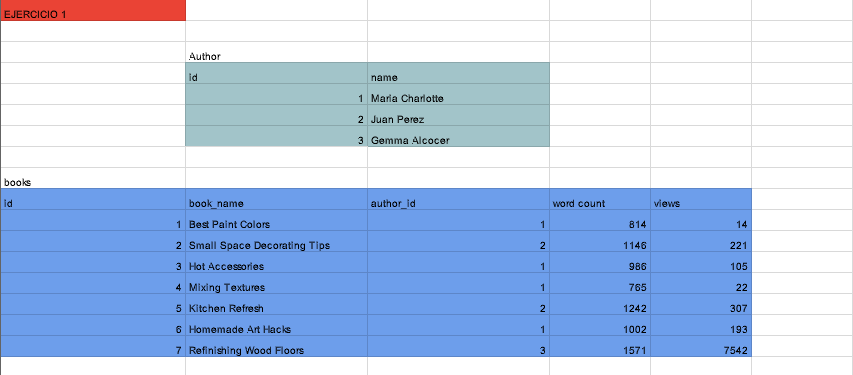 EJERCICIO 1
Author
id name
1 Maria Charlotte
2 Juan Perez
3 Gemma Alcocer
books
id book_name author_id word count views
1 Best Paint Colors 1 814 14
2 Small Space Decorating Tips 2 1146 221
3 Hot Accessories 1 986 105
4 Mixing Textures 1 765 22
5 Kitchen Refresh 2 1242 307
6 Homemade Art Hacks 1 1002 193
7 Refinishing Wood Floors 3 1571 7542